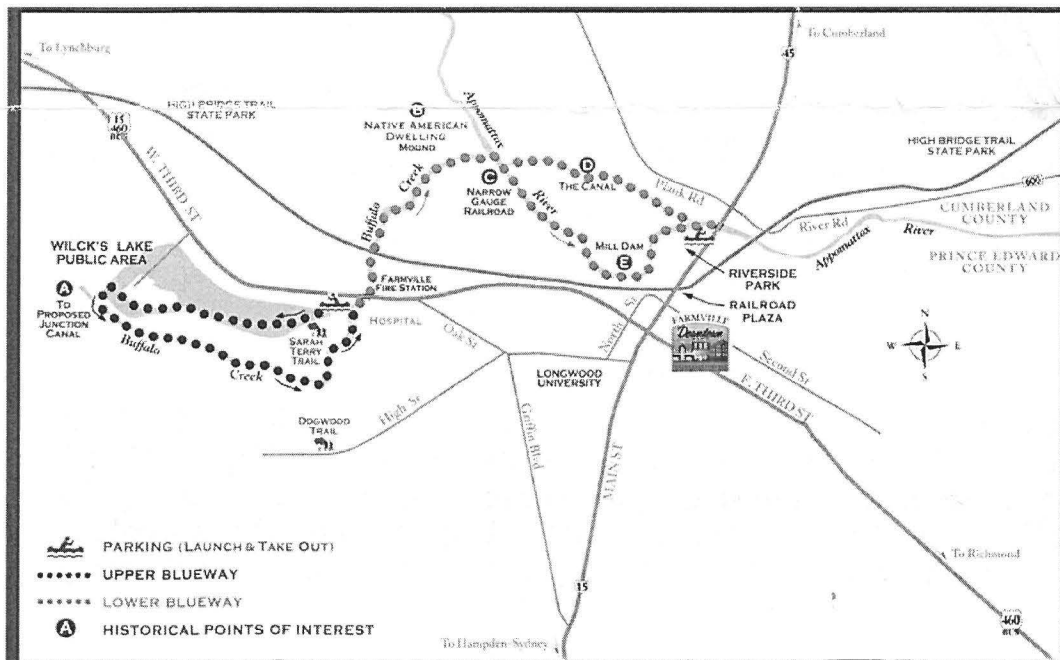 To Lynchburg
To Cumberland
45
HIGH BRIDGE TRAIL
STATE PARK
15
460
BUS
W. THIRD ST
B
NATIVE AMERICAN
DWELLING
MOUND
Appomattox
HIGH BRIDGE TRAIL
STATE PARK
600
C
NARROW
GAUGE
RAILROAD
D
THE CANAL
Plank Rd
River
Buffalo
Creek
River Rd
CUMBERLAND
COUNTY
Appomattox
River
PRINCE EDWARD
COUNTY
WILCK'S LAKE
PUBLIC AREA
MILL DAM
E
RIVERSIDE
PARK
FARMVILLE
FIRE STATION
A
TO
PROPOSED
JUNCTION
CANAL
RAILROAD
PLAZA
HOSPITAL
SARAH
TERRY
TRAIL
Buffalo
Creek
Oak St
North St
FARMVILLE
Downtown
Second St
N
W
E
S
LONGWOOD
UNIVERSITY
E. THIRD ST
High St
DOGWOOD
TRAIL
Griffin Blvd
MAIN ST
To Richmond
15
460
BUS
To Hampden-Sydney
PARKING (LAUNCH & TAKE OUT)
UPPER BLUEWAY
LOWER BLUEWAY
A
HISTORICAL POINTS OF INTEREST